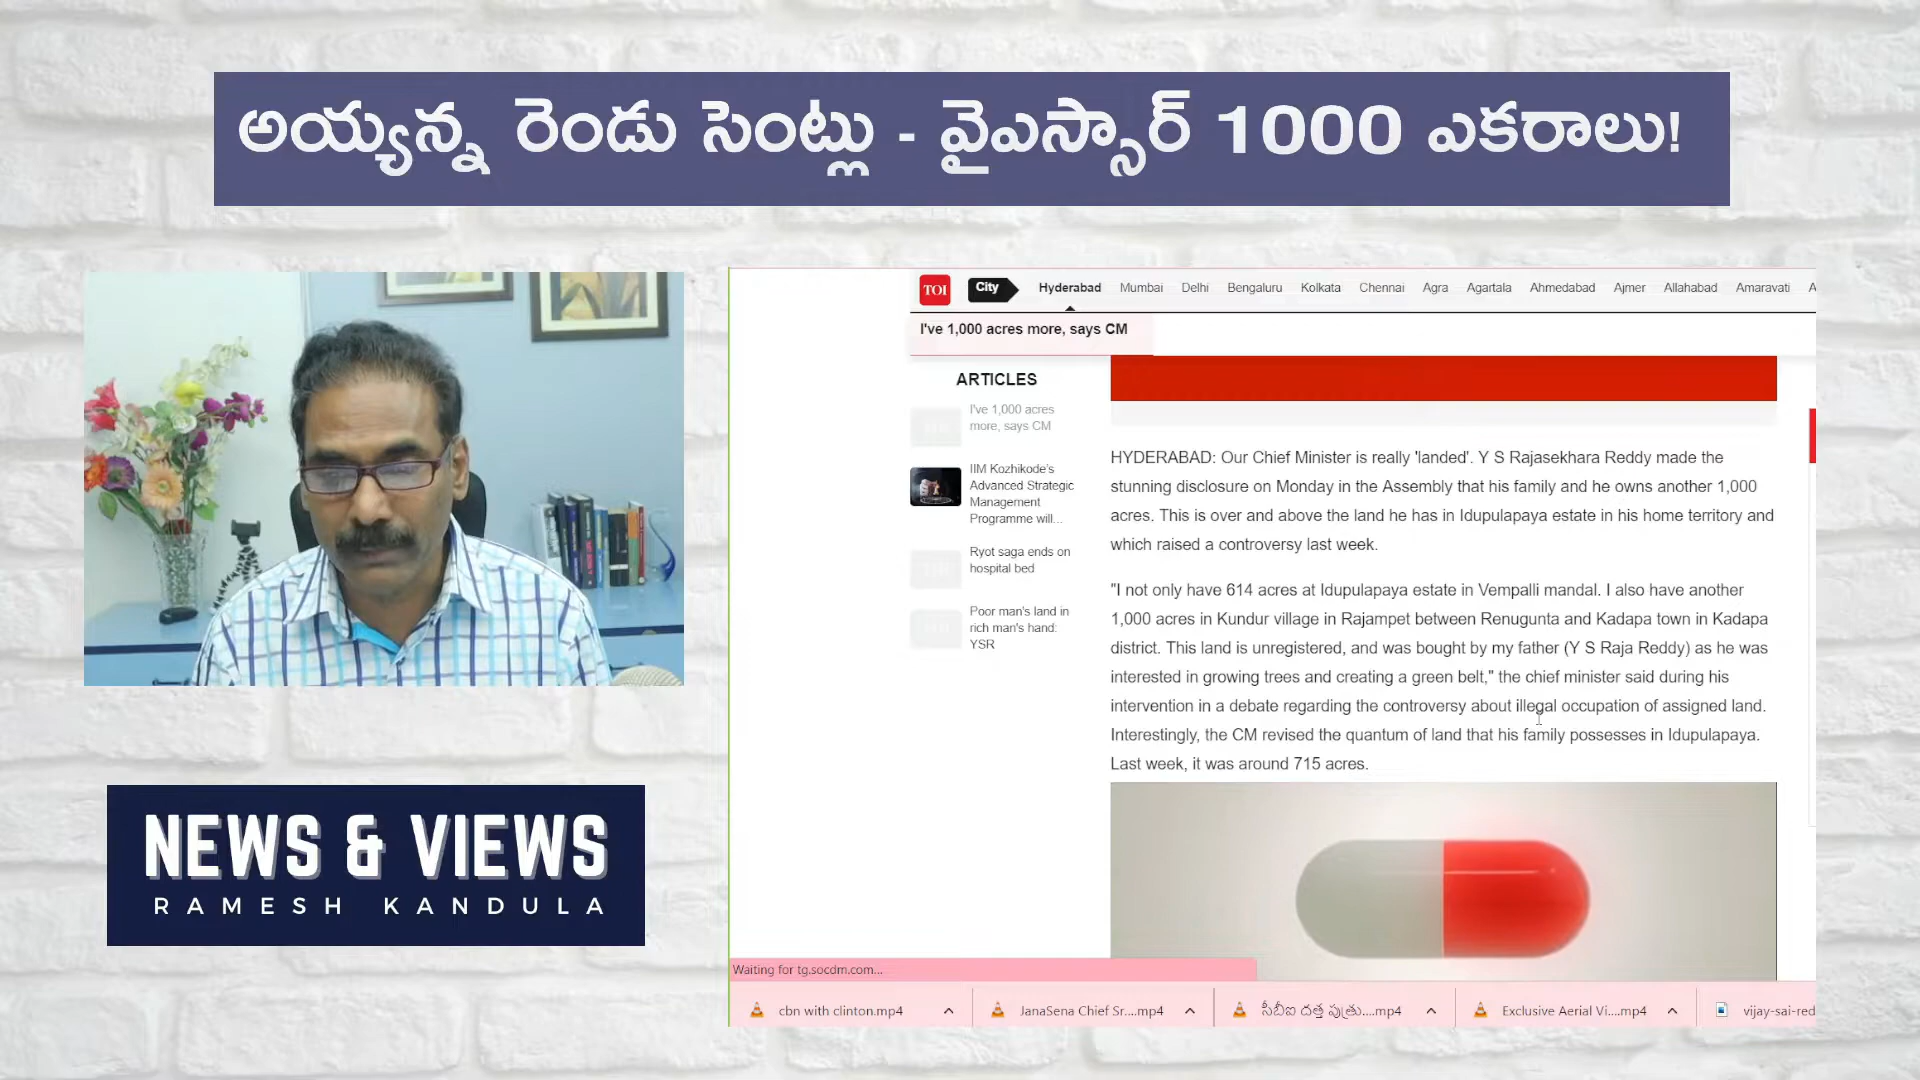 అయ్యన్న రెండు సెంట్లు - వైఎస్సార్ 1000 ఎకరాలు!
TOI City Hyderabad Mumbai Delhi Bengaluru Kolkata Chennai Agra Agartala Ahmedabad Ajmer Allahabad Amaravati A
I've 1,000 acres more, says CM
ARTICLES
I've 1,000 acres
more, says CM
IIM Kozhikode's
Advanced Strategic
Management
Programme will...
Ryot saga ends on
hospital bed
Poor man's land in
rich man's hand:
YSR
HYDERABAD: Our Chief Minister is really 'landed'. Y S Rajasekhara Reddy made the
stunning disclosure on Monday in the Assembly that his family and he owns another 1,000
acres. This is over and above the land he has in Idupulapaya estate in his home territory and
which raised a controversy last week.
"I not only have 614 acres at Idupulapaya estate in Vempalli mandal. I also have another
1,000 acres in Kundur village in Rajampet between Renugunta and Kadapa town in Kadapa
district. This land is unregistered, and was bought by my father (Y S Raja Reddy) as he was
interested in growing trees and creating a green belt," the chief minister said during his
intervention in a debate regarding the controversy about illegal occupation of assigned land.
Interestingly, the CM revised the quantum of land that his family possesses in Idupulapaya.
Last week, it was around 715 acres.
Waiting for tg.socdm.com...
cbn with clinton.mp4 JanaSena Chief Sr....mp4 సీబీఐ దత్త పుత్రు....mp4 Exclusive Aerial Vi....mp4 vijay-sai-red
NEWS & VIEWS
RAMESH KANDULA